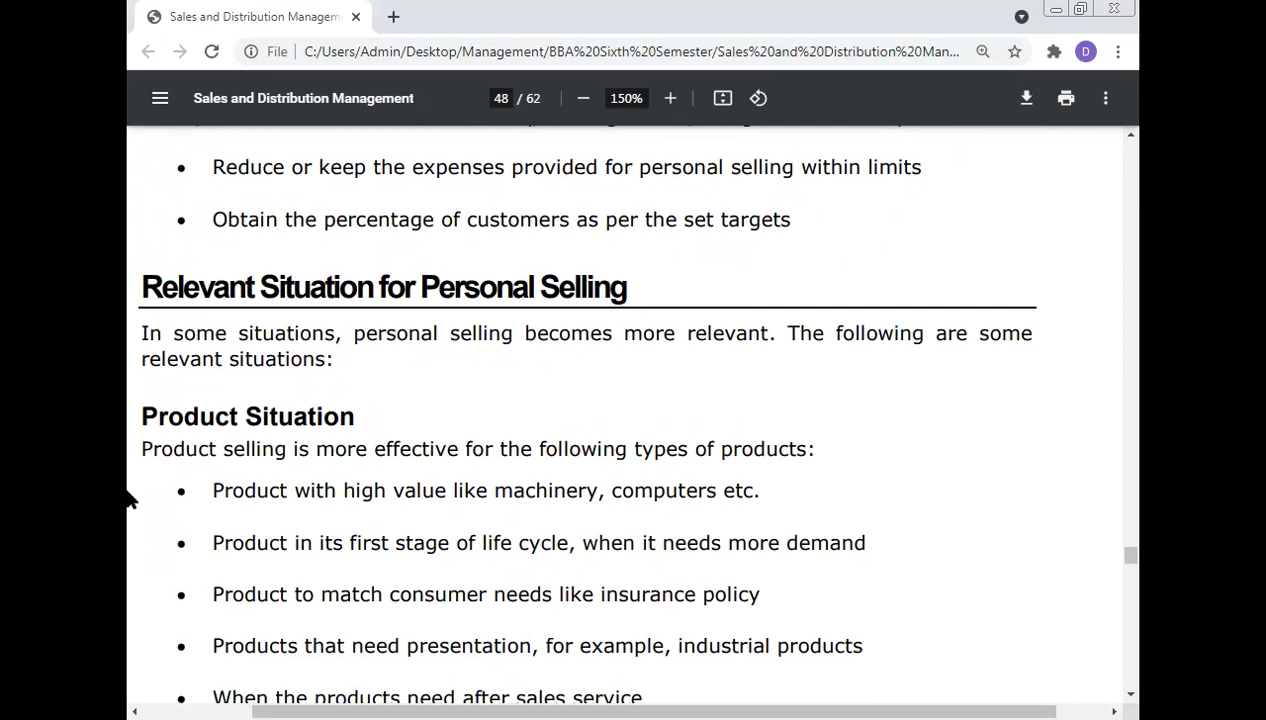 Sales and Distribution Managem
File C:/Users/Admin/Desktop/Management/BBA%20Sixth%20Semester/Sales%20and%20Distribution%20Man...
D
Sales and Distribution Management 48 / 62 150%
• Reduce or keep the expenses provided for personal selling within limits
• Obtain the percentage of customers as per the set targets
Relevant Situation for Personal Selling
In some situations, personal selling becomes more relevant. The following are some
relevant situations:
Product Situation
Product selling is more effective for the following types of products:
• Product with high value like machinery, computers etc.
• Product in its first stage of life cycle, when it needs more demand
• Product to match consumer needs like insurance policy
• Products that need presentation, for example, industrial products
• When the products need after sales service